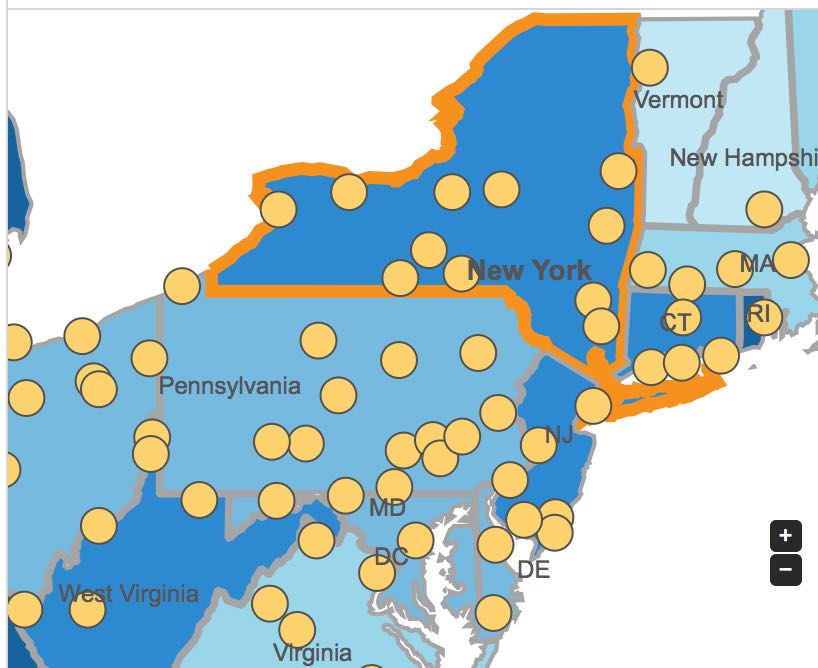 Vermont
New Hampshi
MA
New York
RI
CT
Pennsylvania
NJ
MD
DC
DE
West Virginia
Virginia
+
−